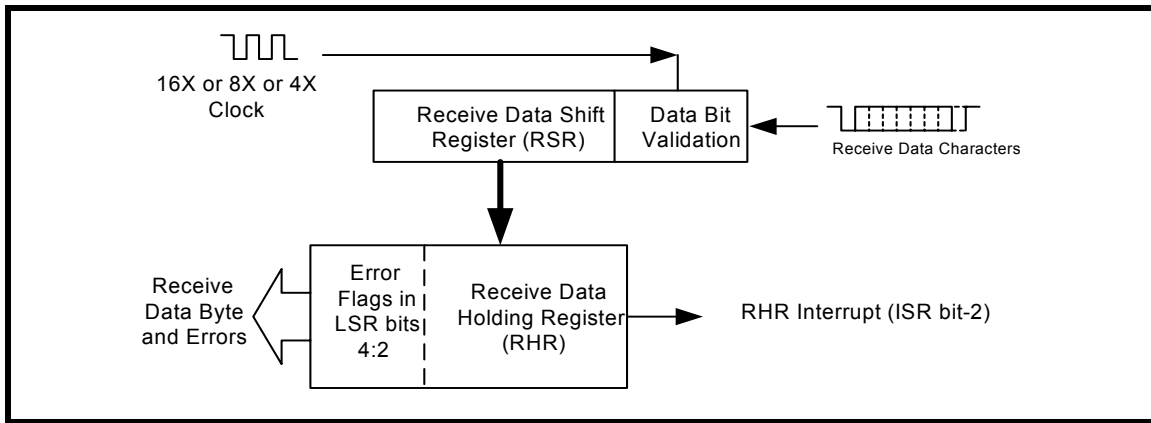 16X or 8X or 4X
Clock
Receive Data Shift
Register (RSR)
Data Bit
Validation
Receive Data Characters
Receive
Data Byte
and Errors
Error
Flags in
LSR bits
4:2
Receive Data
Holding Register
(RHR)
RHR Interrupt (ISR bit-2)